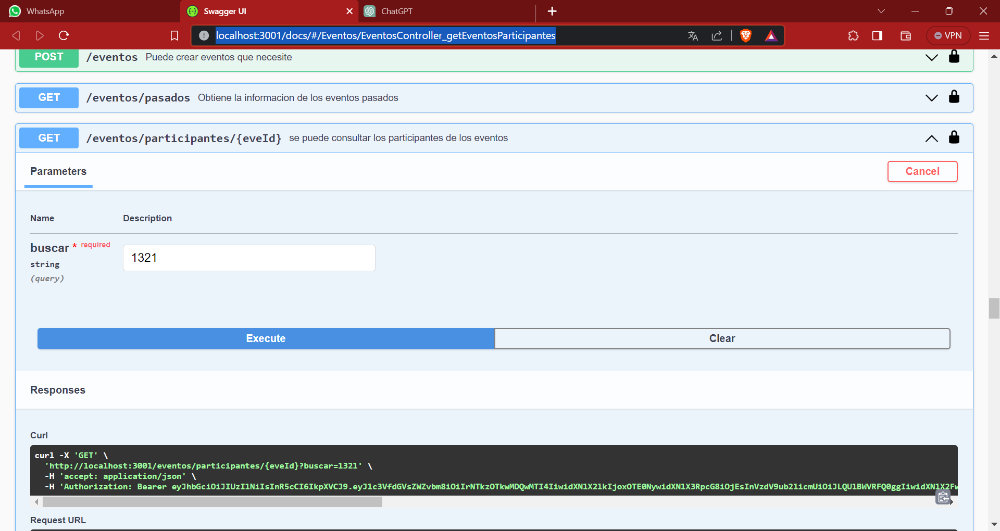 WhatsApp
Swagger UI
ChatGPT
localhost:3001/docs/#/Eventos/EventosController_getEventosParticipantes
VPN
POST /eventos Puede crear eventos que necesite
GET /eventos/pasados Obtiene la informacion de los eventos pasados
GET /eventos/participantes/{eveId} se puede consultar los participantes de los eventos
Parameters
Cancel
Name Description
buscar * required
string
(query)
1321
Execute
Clear
Responses
Curl
curl -X 'GET' \
'http://localhost:3001/eventos/participantes/{eveId}?buscar=1321' \
-H 'accept: application/json' \
-H 'Authorization: Bearer eyJhbGciOiJIUzI1NiIsInR5cCI6IkpXVCJ9.eyJ1c3VfdGVsZWZvbm8iOiIrNTkzOTkwMDQwMTI4IiwidXN1X2lkIjoxOTE0NywidXN1X3RpcG8iOjEsInVzdV9ub21icmUiOiJLQU1BWVRFQ0ggIiwidXN1X2Fw
Request URL